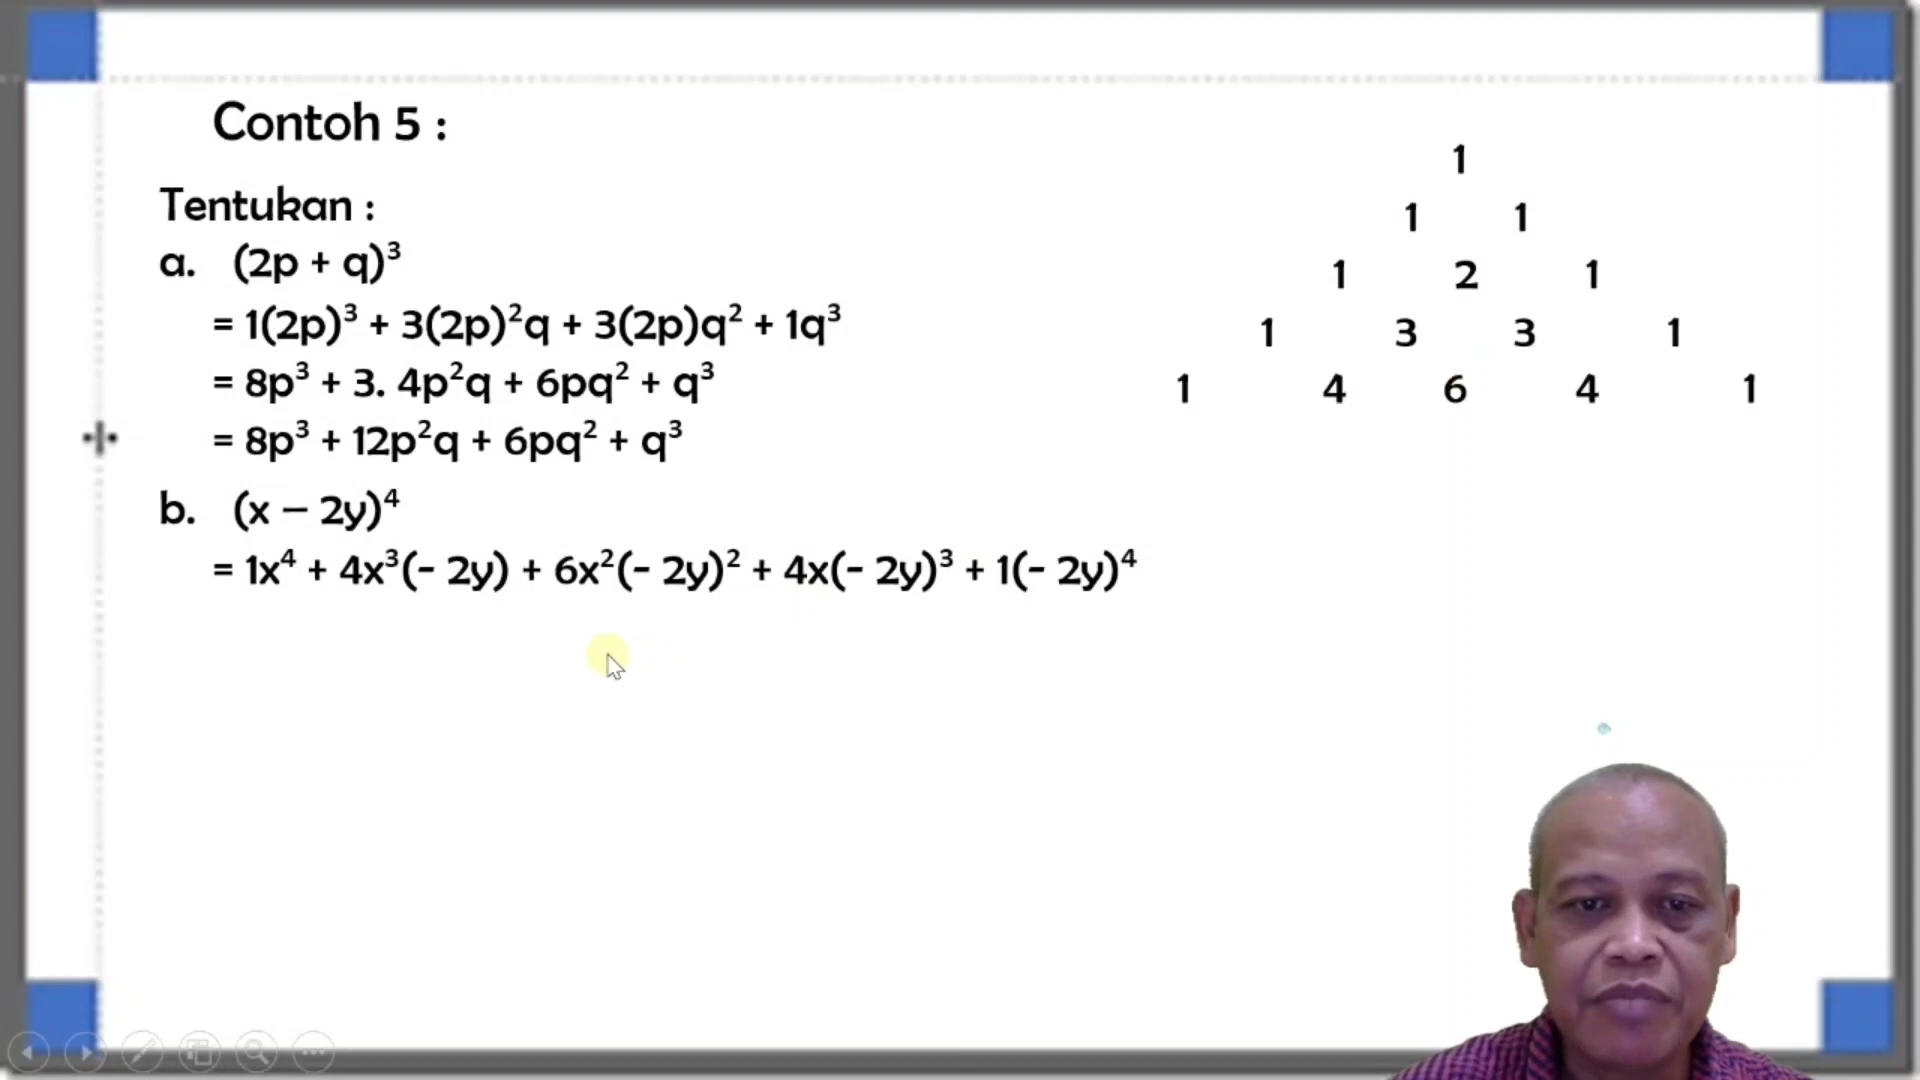 Contoh 5 :
Tentukan :
a. (2p + q)³
= 1(2p)³ + 3(2p)²q + 3(2p)q² + 1q³
= 8p³ + 3. 4p²q + 6pq² + q³
= 8p³ + 12p²q + 6pq² + q³
b. (x – 2y)⁴
= 1x⁴ + 4x³(- 2y) + 6x²(- 2y)² + 4x(- 2y)³ + 1(- 2y)⁴
1
1 1
1 2 1
1 3 3 1
1 4 6 4 1